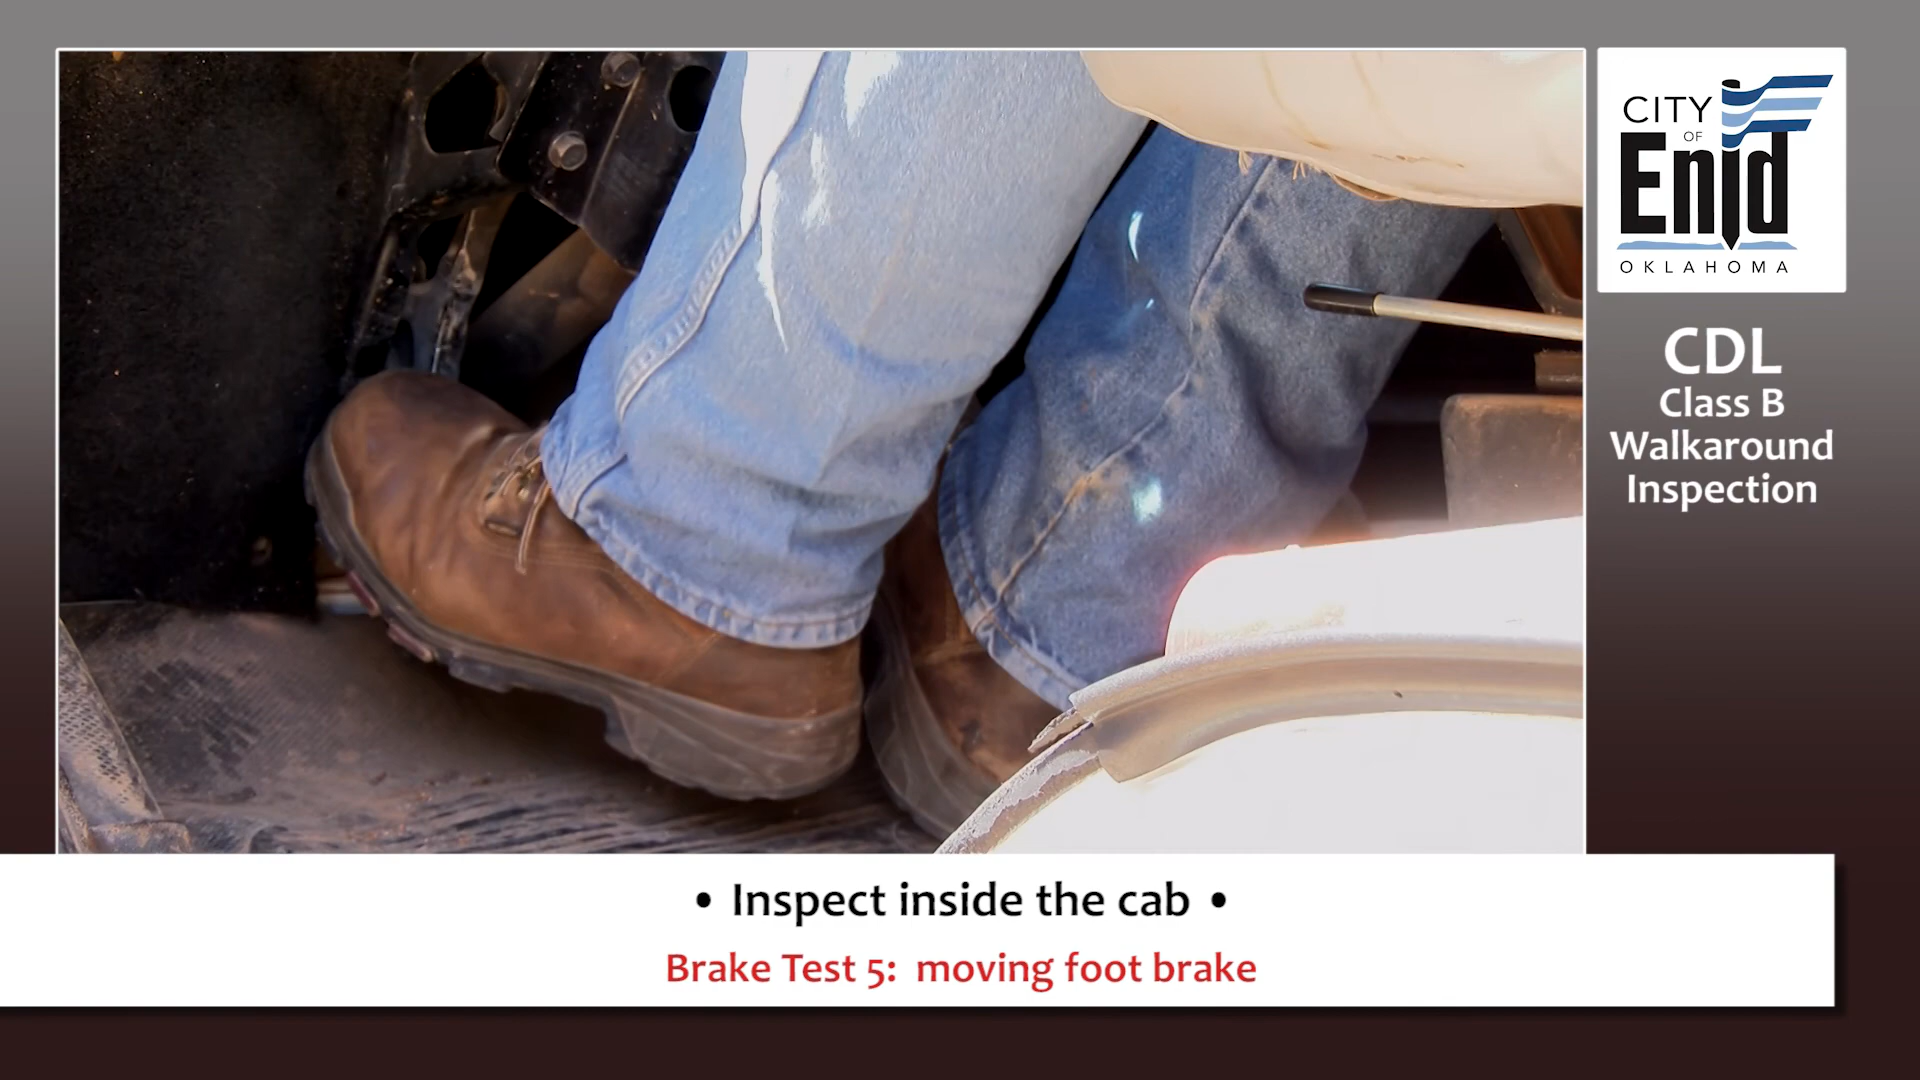 CITY
OF
Enid
OKLAHOMA
CDL
Class B
Walkaround
Inspection
• Inspect inside the cab •
Brake Test 5: moving foot brake